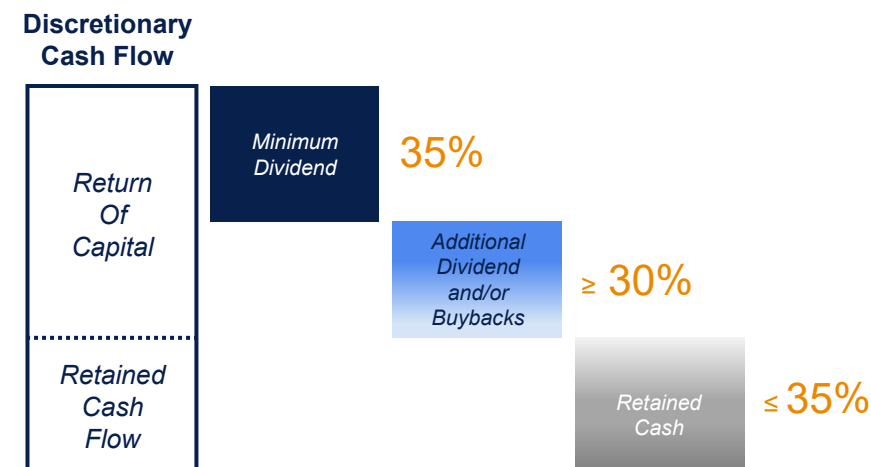 Discretionary
Cash Flow
Return
Of
Capital
Retained
Cash
Flow
Minimum
Dividend
35%
Additional
Dividend
and/or
Buybacks
≥ 30%
Retained
Cash
≤ 35%